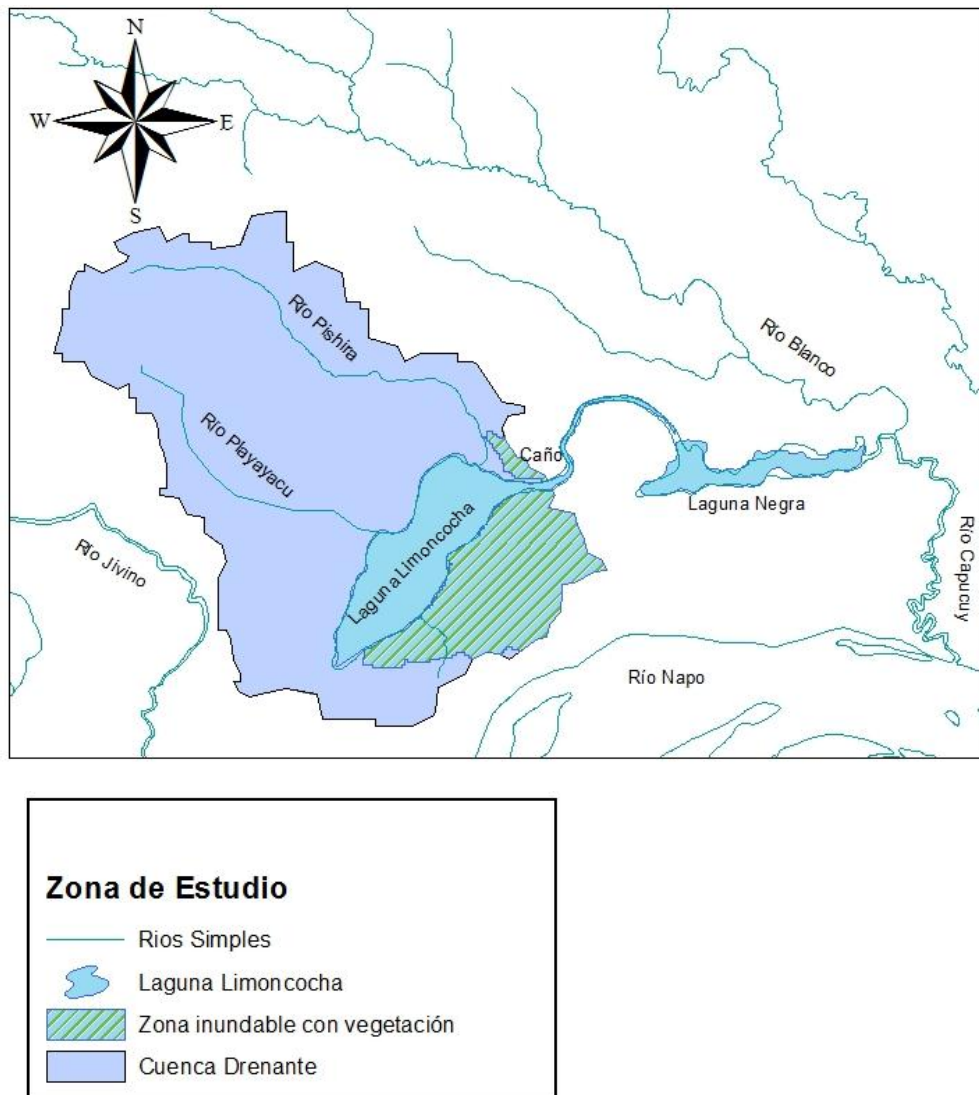 N
W
E
S
Río Pishira
Río Blanco
Río Playayacu
Caño
Laguna Negra
Laguna Limoncocha
Río Jivino
Río Capucuy
Río Napo
Zona de Estudio
Rios Simples
Laguna Limoncocha
Zona inundable con vegetación
Cuenca Drenante